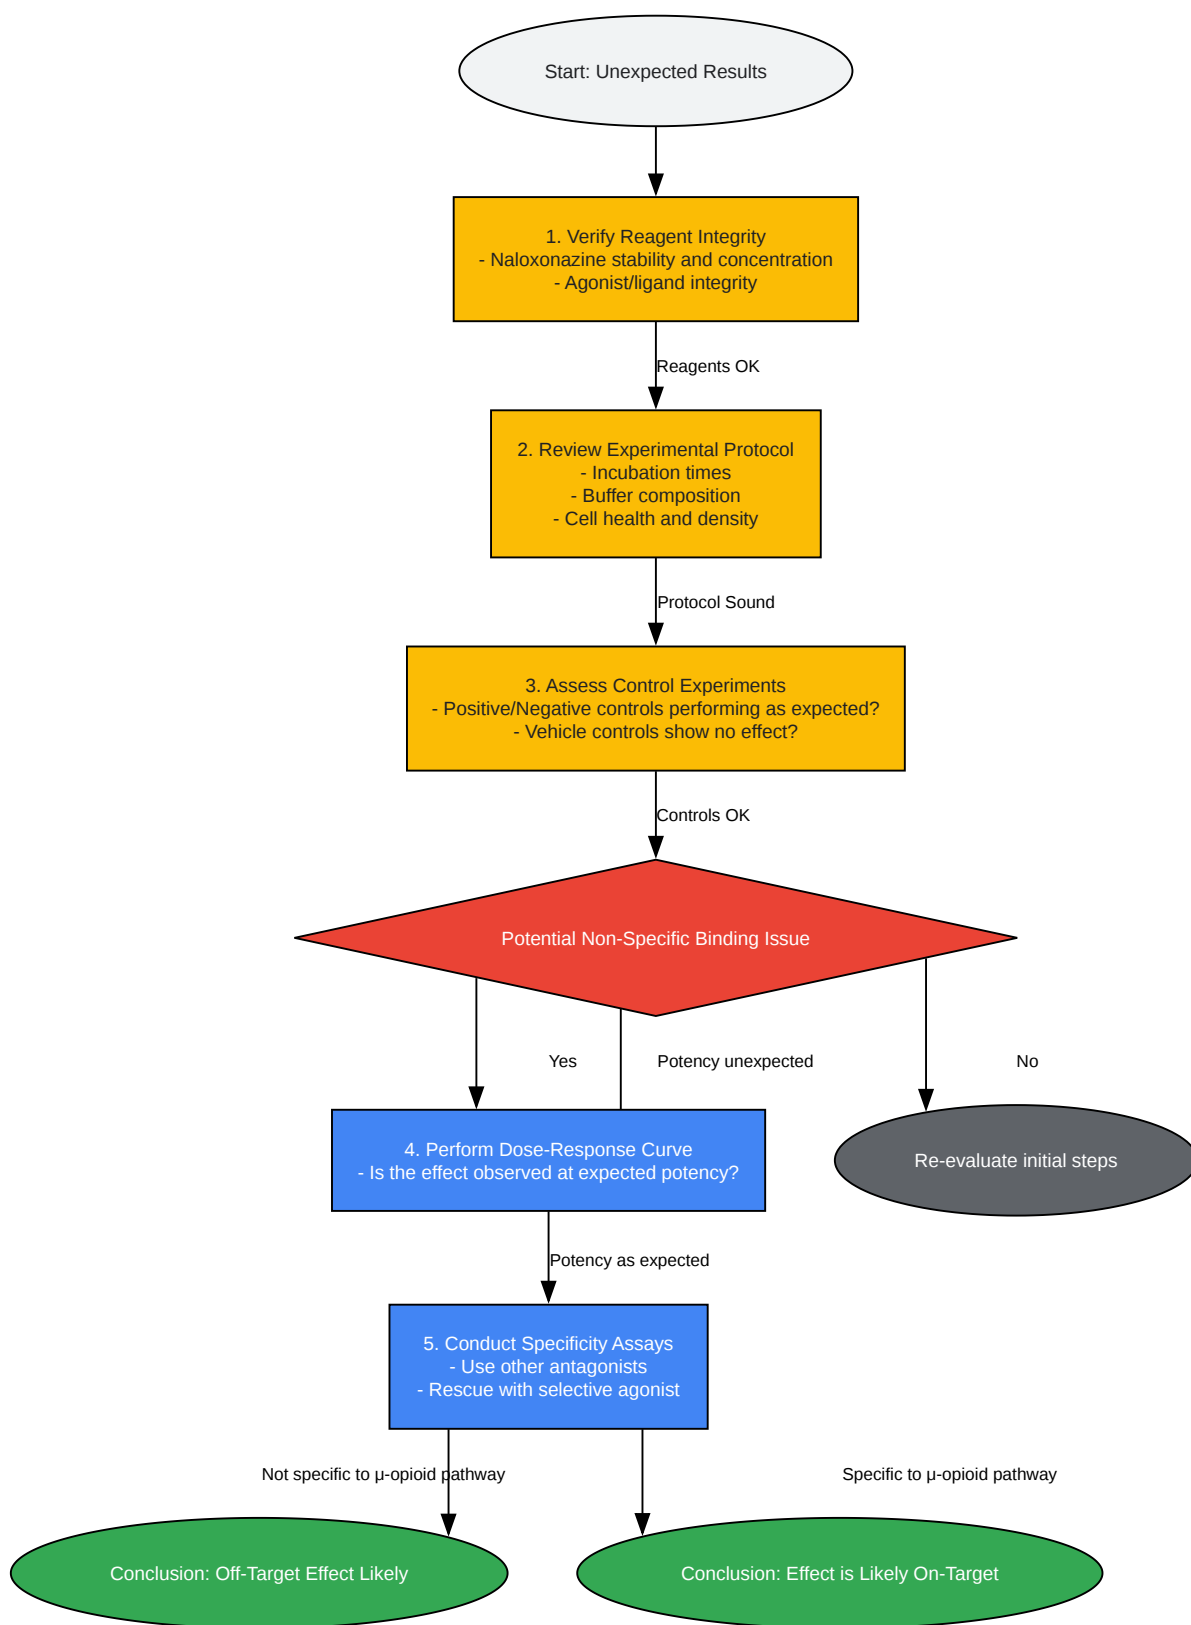 Start: Unexpected Results
1. Verify Reagent Integrity
- Naloxonazine stability and concentration
- Agonist/ligand integrity
Reagents OK
2. Review Experimental Protocol
- Incubation times
- Buffer composition
- Cell health and density
Protocol Sound
3. Assess Control Experiments
- Positive/Negative controls performing as expected?
- Vehicle controls show no effect?
Controls OK
Potential Non-Specific Binding Issue
Yes
Potency unexpected
No
4. Perform Dose-Response Curve
- Is the effect observed at expected potency?
Re-evaluate initial steps
Potency as expected
5. Conduct Specificity Assays
- Use other antagonists
- Rescue with selective agonist
Not specific to μ-opioid pathway
Specific to μ-opioid pathway
Conclusion: Off-Target Effect Likely
Conclusion: Effect is Likely On-Target